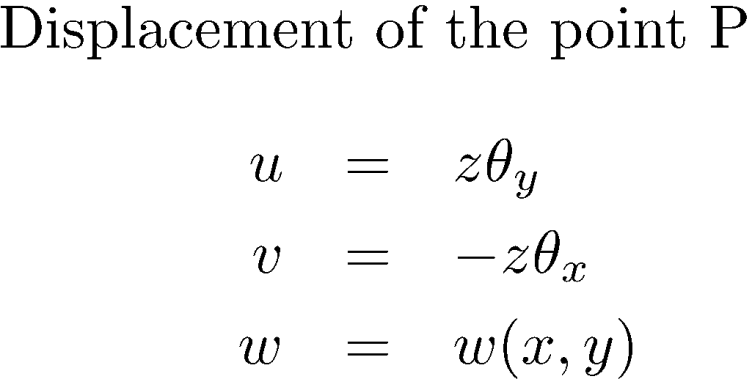 Displacement of the point P
u = zθ_y
v = −zθ_x
w = w(x, y)